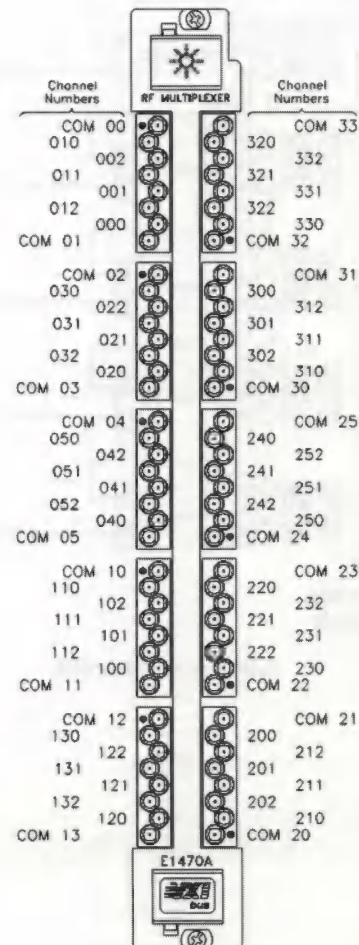 Channel
Numbers
RF MULTIPLEXER
Channel
Numbers
COM 00
010
002
011
001
012
000
COM 01
COM 02
030
022
031
021
032
020
COM 03
COM 04
050
042
051
041
052
040
COM 05
COM 10
110
102
111
101
112
100
COM 11
COM 12
130
122
131
121
132
120
COM 13
COM 33
320
332
321
331
322
330
COM 32
COM 31
300
312
301
311
302
310
COM 30
COM 25
240
252
241
251
242
250
COM 24
COM 23
220
232
221
231
222
230
COM 22
COM 21
200
212
201
211
202
210
COM 20
E1470A
VXI
BUS